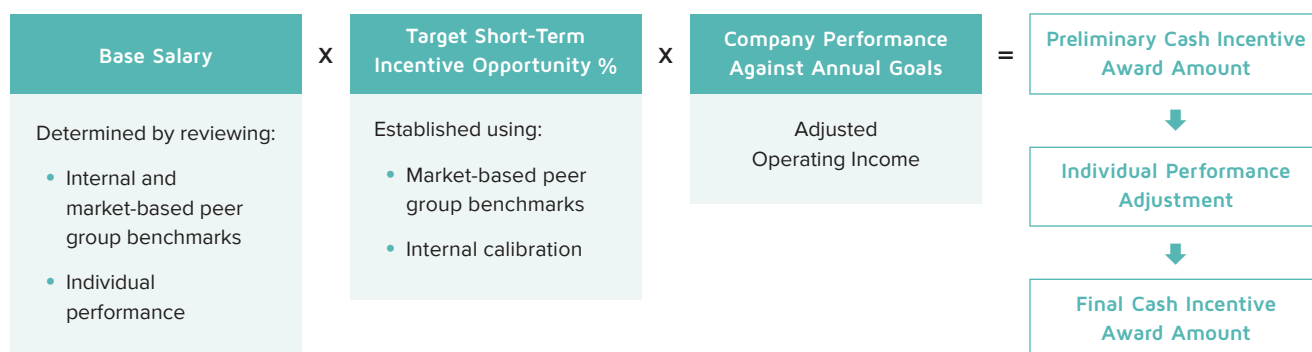 Base Salary
X
Target Short-Term
Incentive Opportunity %
X
Company Performance
Against Annual Goals
=
Preliminary Cash Incentive
Award Amount
Determined by reviewing:
• Internal and
market-based peer
group benchmarks
• Individual
performance
Established using:
• Market-based peer
group benchmarks
• Internal calibration
Adjusted
Operating Income
Individual Performance
Adjustment
Final Cash Incentive
Award Amount